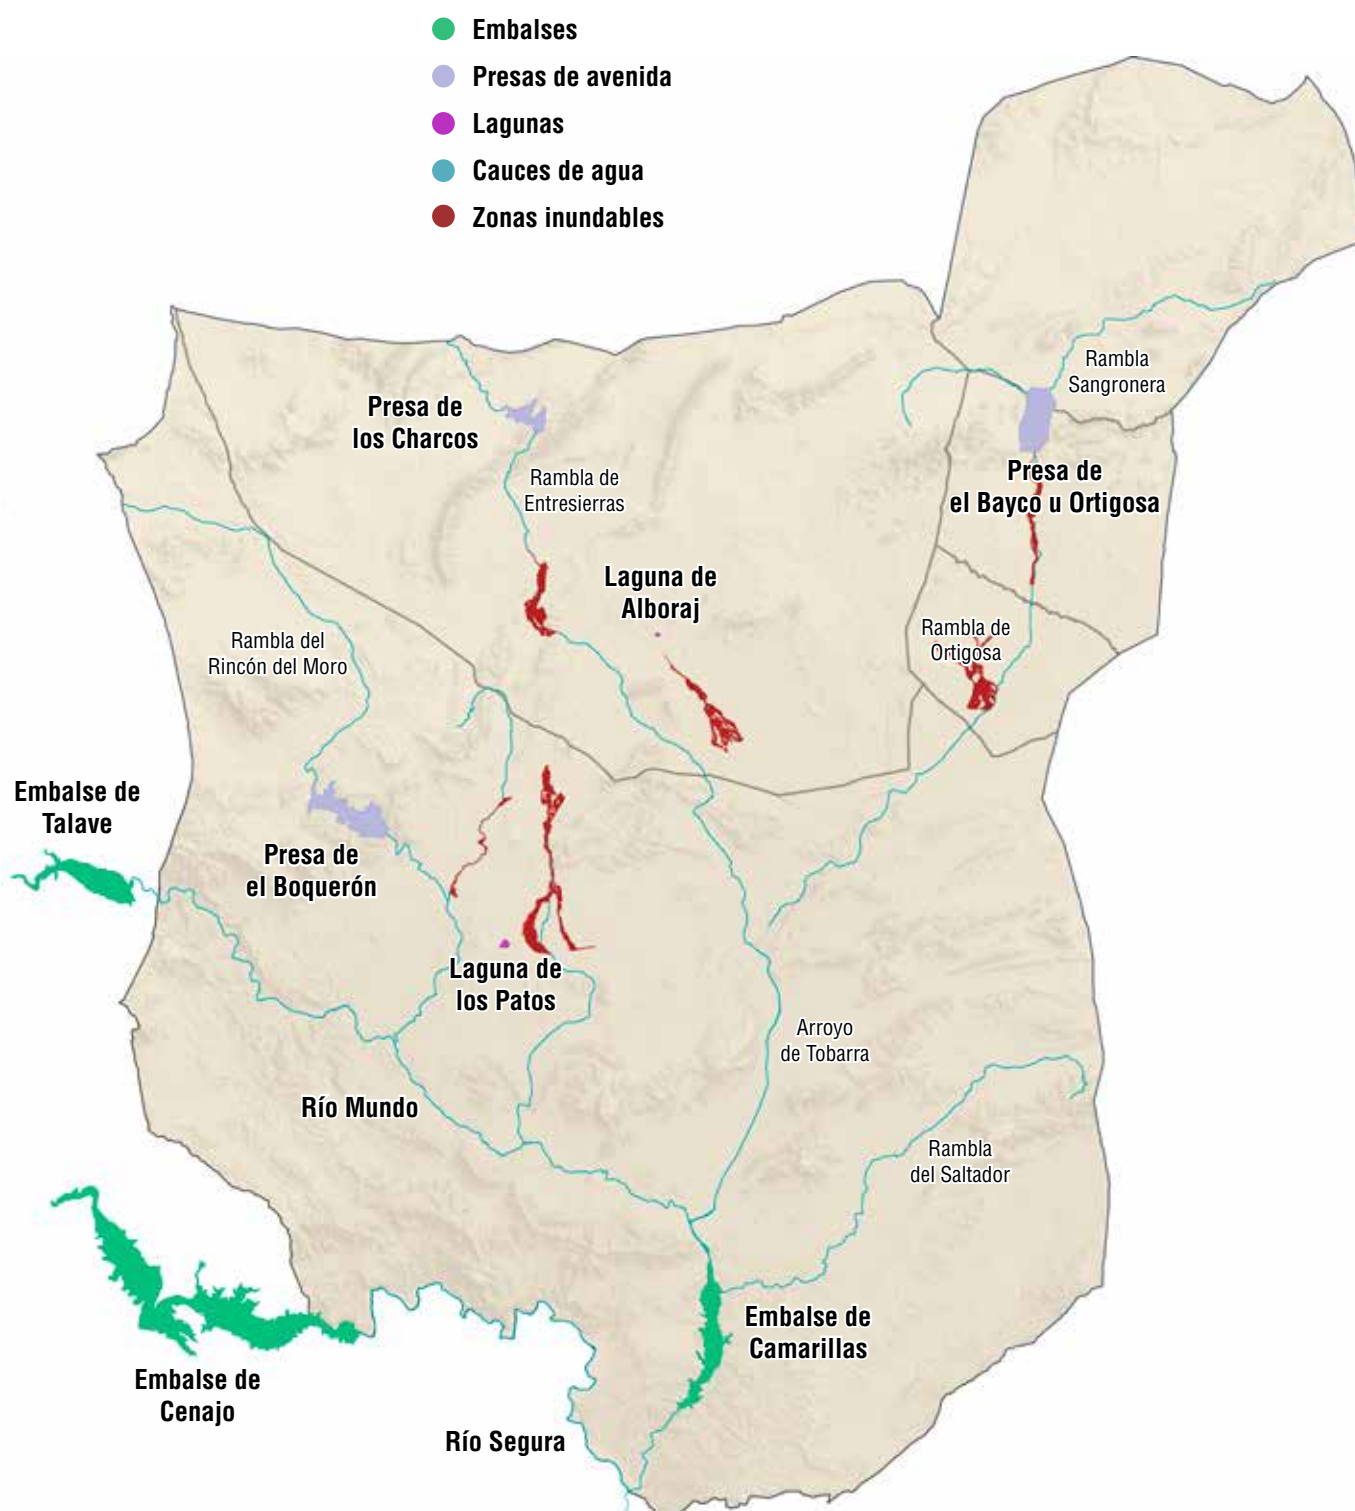 Embalses
Presas de avenida
Lagunas
Cauces de agua
Zonas inundables
Rambla
Sangronera
Presa de
los Charcos
Rambla de
Entresierras
Presa de
el Bayco u Ortigosa
Laguna de
Alboraj
Rambla del
Rincón del Moro
Rambla de
Ortigosa
Embalse de
Talave
Presa de
el Boquerón
Laguna de
los Patos
Arroyo
de Tobarra
Río Mundo
Rambla
del Saltador
Embalse de
Camarillas
Embalse de
Cenajo
Río Segura